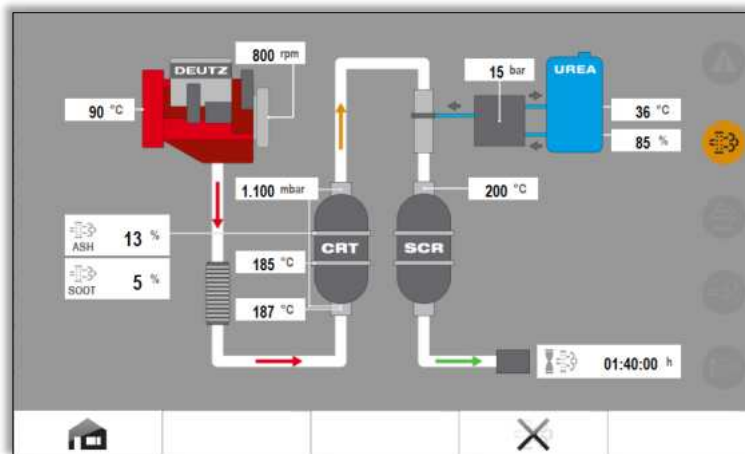 DEUTZ
800 rpm
90 °C
15 bar
UREA
36 °C
85 %
1.100 mbar
200 °C
ASH 13 %
CRT
SCR
185 °C
SOOT 5 %
187 °C
01:40:00 h